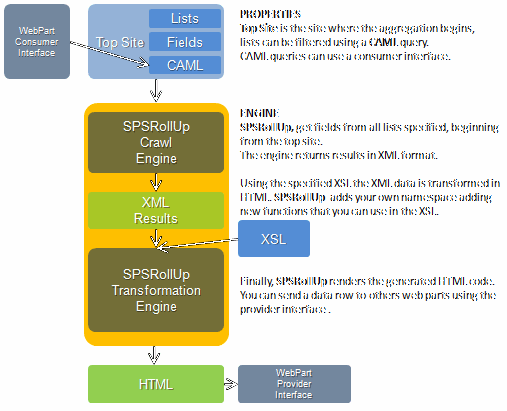 WebPart
Consumer
Interface
Top Site
Lists
Fields
CAML
PROPERTIES
Top Site is the site where the aggregation begins,
lists can be filtered using a CAML query.
CAML queries can use a consumer interface.
SPSRollUp
Crawl
Engine
XML
Results
SPSRollUp
Transformation
Engine
ENGINE
SPSRollUp, get fields from all lists specified, beginning
from the top site.
The engine returns results in XML format.
Using the specified XSL the XML data is transformed in
HTML. SPSRollUp adds your own namespace adding
new functions that you can use in the XSL.
XSL
Finally, SPSRollUp renders the generated HTML code.
You can send a data row to others web parts using the
provider interface .
HTML
WebPart
Provider
Interface